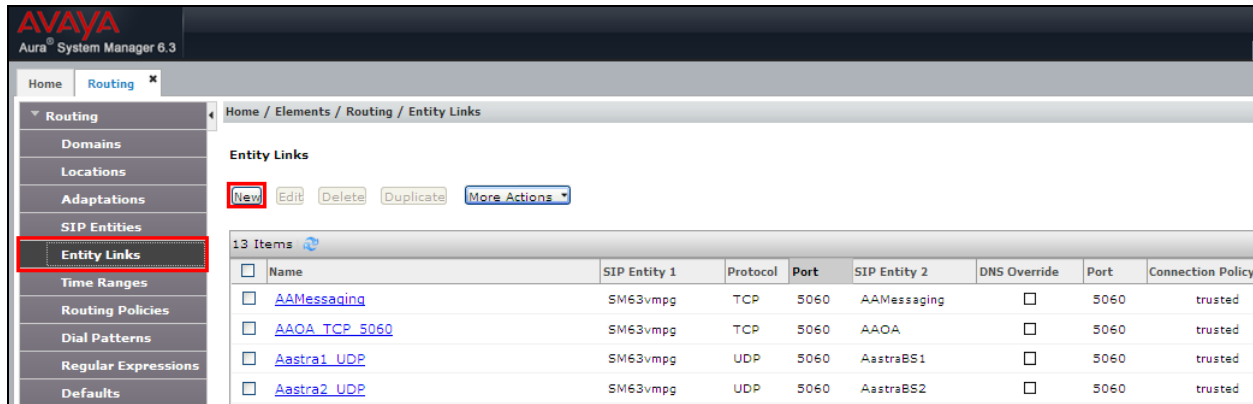 AVAYA
Aura® System Manager 6.3
Home Routing ×
Routing
Domains
Locations
Adaptations
SIP Entities
Entity Links
Time Ranges
Routing Policies
Dial Patterns
Regular Expressions
Defaults
Home / Elements / Routing / Entity Links
Entity Links
New Edit Delete Duplicate More Actions
13 Items
Name SIP Entity 1 Protocol Port SIP Entity 2 DNS Override Port Connection Policy
AAMessaging SM63vmpg TCP 5060 AAMessaging 5060 trusted
AAOA_TCP_5060 SM63vmpg TCP 5060 AAOA 5060 trusted
Aastra1_UDP SM63vmpg UDP 5060 AastraBS1 5060 trusted
Aastra2_UDP SM63vmpg UDP 5060 AastraBS2 5060 trusted